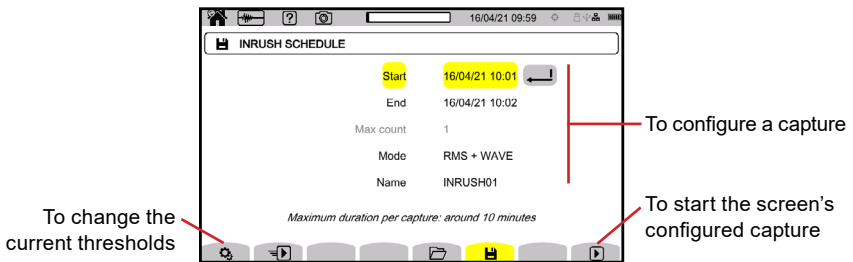 ?
16/04/21 09:59
INRUSH SCHEDULE
Start 16/04/21 10:01
End 16/04/21 10:02
Max count 1
Mode RMS + WAVE
Name INRUSH01
Maximum duration per capture: around 10 minutes
To configure a capture
To change the
current thresholds
To start the screen's
configured capture